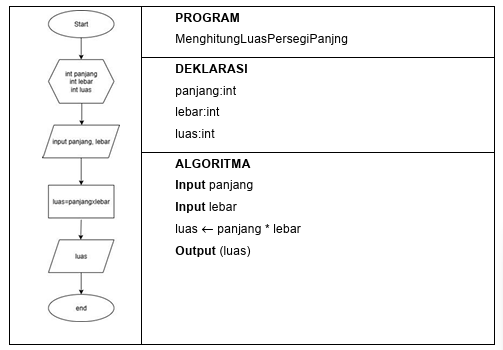 Start
int panjang
int lebar
int luas
input panjang, lebar
luas=panjangxlebar
luas
end
PROGRAM
MenghitungLuasPersegiPanjng
DEKLARASI
panjang:int
lebar:int
luas:int
ALGORITMA
Input panjang
Input lebar
luas ← panjang * lebar
Output (luas)